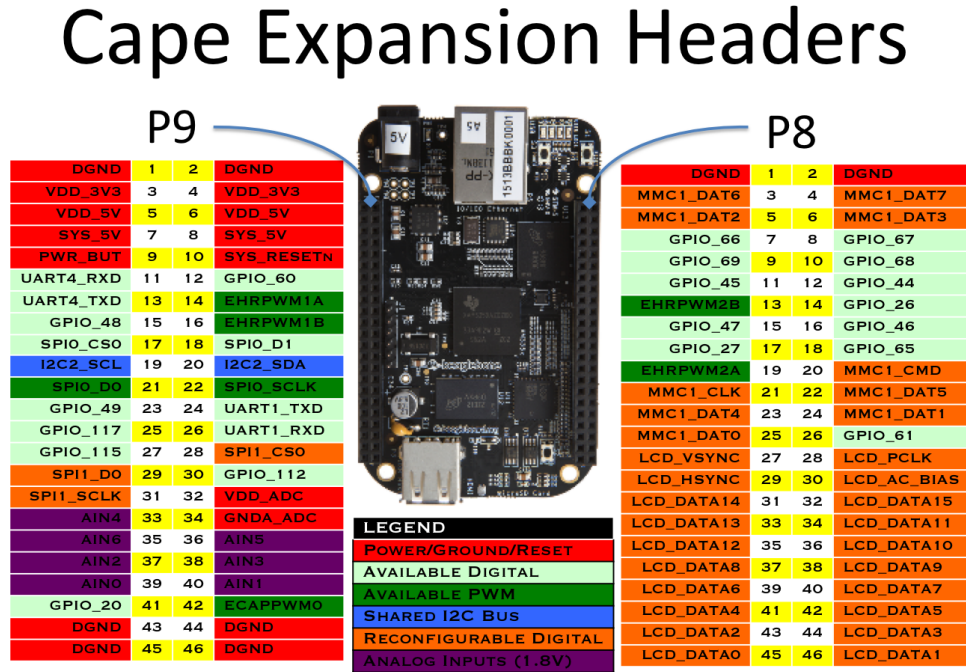 Cape Expansion Headers
P9
P8
DGND 1 2 DGND
VDD_3V3 3 4 VDD_3V3
VDD_5V 5 6 VDD_5V
SYS_5V 7 8 SYS_5V
PWR_BUT 9 10 SYS_RESETN
UART4_RXD 11 12 GPIO_60
UART4_TXD 13 14 EHRPWM1A
GPIO_48 15 16 EHRPWM1B
SPI0_CS0 17 18 SPI0_D1
I2C2_SCL 19 20 I2C2_SDA
SPI0_D0 21 22 SPI0_SCLK
GPIO_49 23 24 UART1_TXD
GPIO_117 25 26 UART1_RXD
GPIO_115 27 28 SPI1_CS0
SPI1_D0 29 30 GPIO_112
SPI1_SCLK 31 32 VDD_ADC
AIN4 33 34 GNDA_ADC
AIN6 35 36 AIN5
AIN2 37 38 AIN3
AIN0 39 40 AIN1
GPIO_20 41 42 ECAPPWM0
DGND 43 44 DGND
DGND 45 46 DGND
A5
A5
1513BBBK0001
beaglebone
microSD Card
LEGEND
POWER/GROUND/RESET
AVAILABLE DIGITAL
AVAILABLE PWM
SHARED I2C BUS
RECONFIGURABLE DIGITAL
ANALOG INPUTS (1.8V)
DGND 1 2 DGND
MMC1_DAT6 3 4 MMC1_DAT7
MMC1_DAT2 5 6 MMC1_DAT3
GPIO_66 7 8 GPIO_67
GPIO_69 9 10 GPIO_68
GPIO_45 11 12 GPIO_44
EHRPWM2B 13 14 GPIO_26
GPIO_47 15 16 GPIO_46
GPIO_27 17 18 GPIO_65
EHRPWM2A 19 20 MMC1_CMD
MMC1_CLK 21 22 MMC1_DAT5
MMC1_DAT4 23 24 MMC1_DAT1
MMC1_DAT0 25 26 GPIO_61
LCD_VSYNC 27 28 LCD_PCLK
LCD_HSYNC 29 30 LCD_AC_BIAS
LCD_DATA14 31 32 LCD_DATA15
LCD_DATA13 33 34 LCD_DATA11
LCD_DATA12 35 36 LCD_DATA10
LCD_DATA8 37 38 LCD_DATA9
LCD_DATA6 39 40 LCD_DATA7
LCD_DATA4 41 42 LCD_DATA5
LCD_DATA2 43 44 LCD_DATA3
LCD_DATA0 45 46 LCD_DATA1